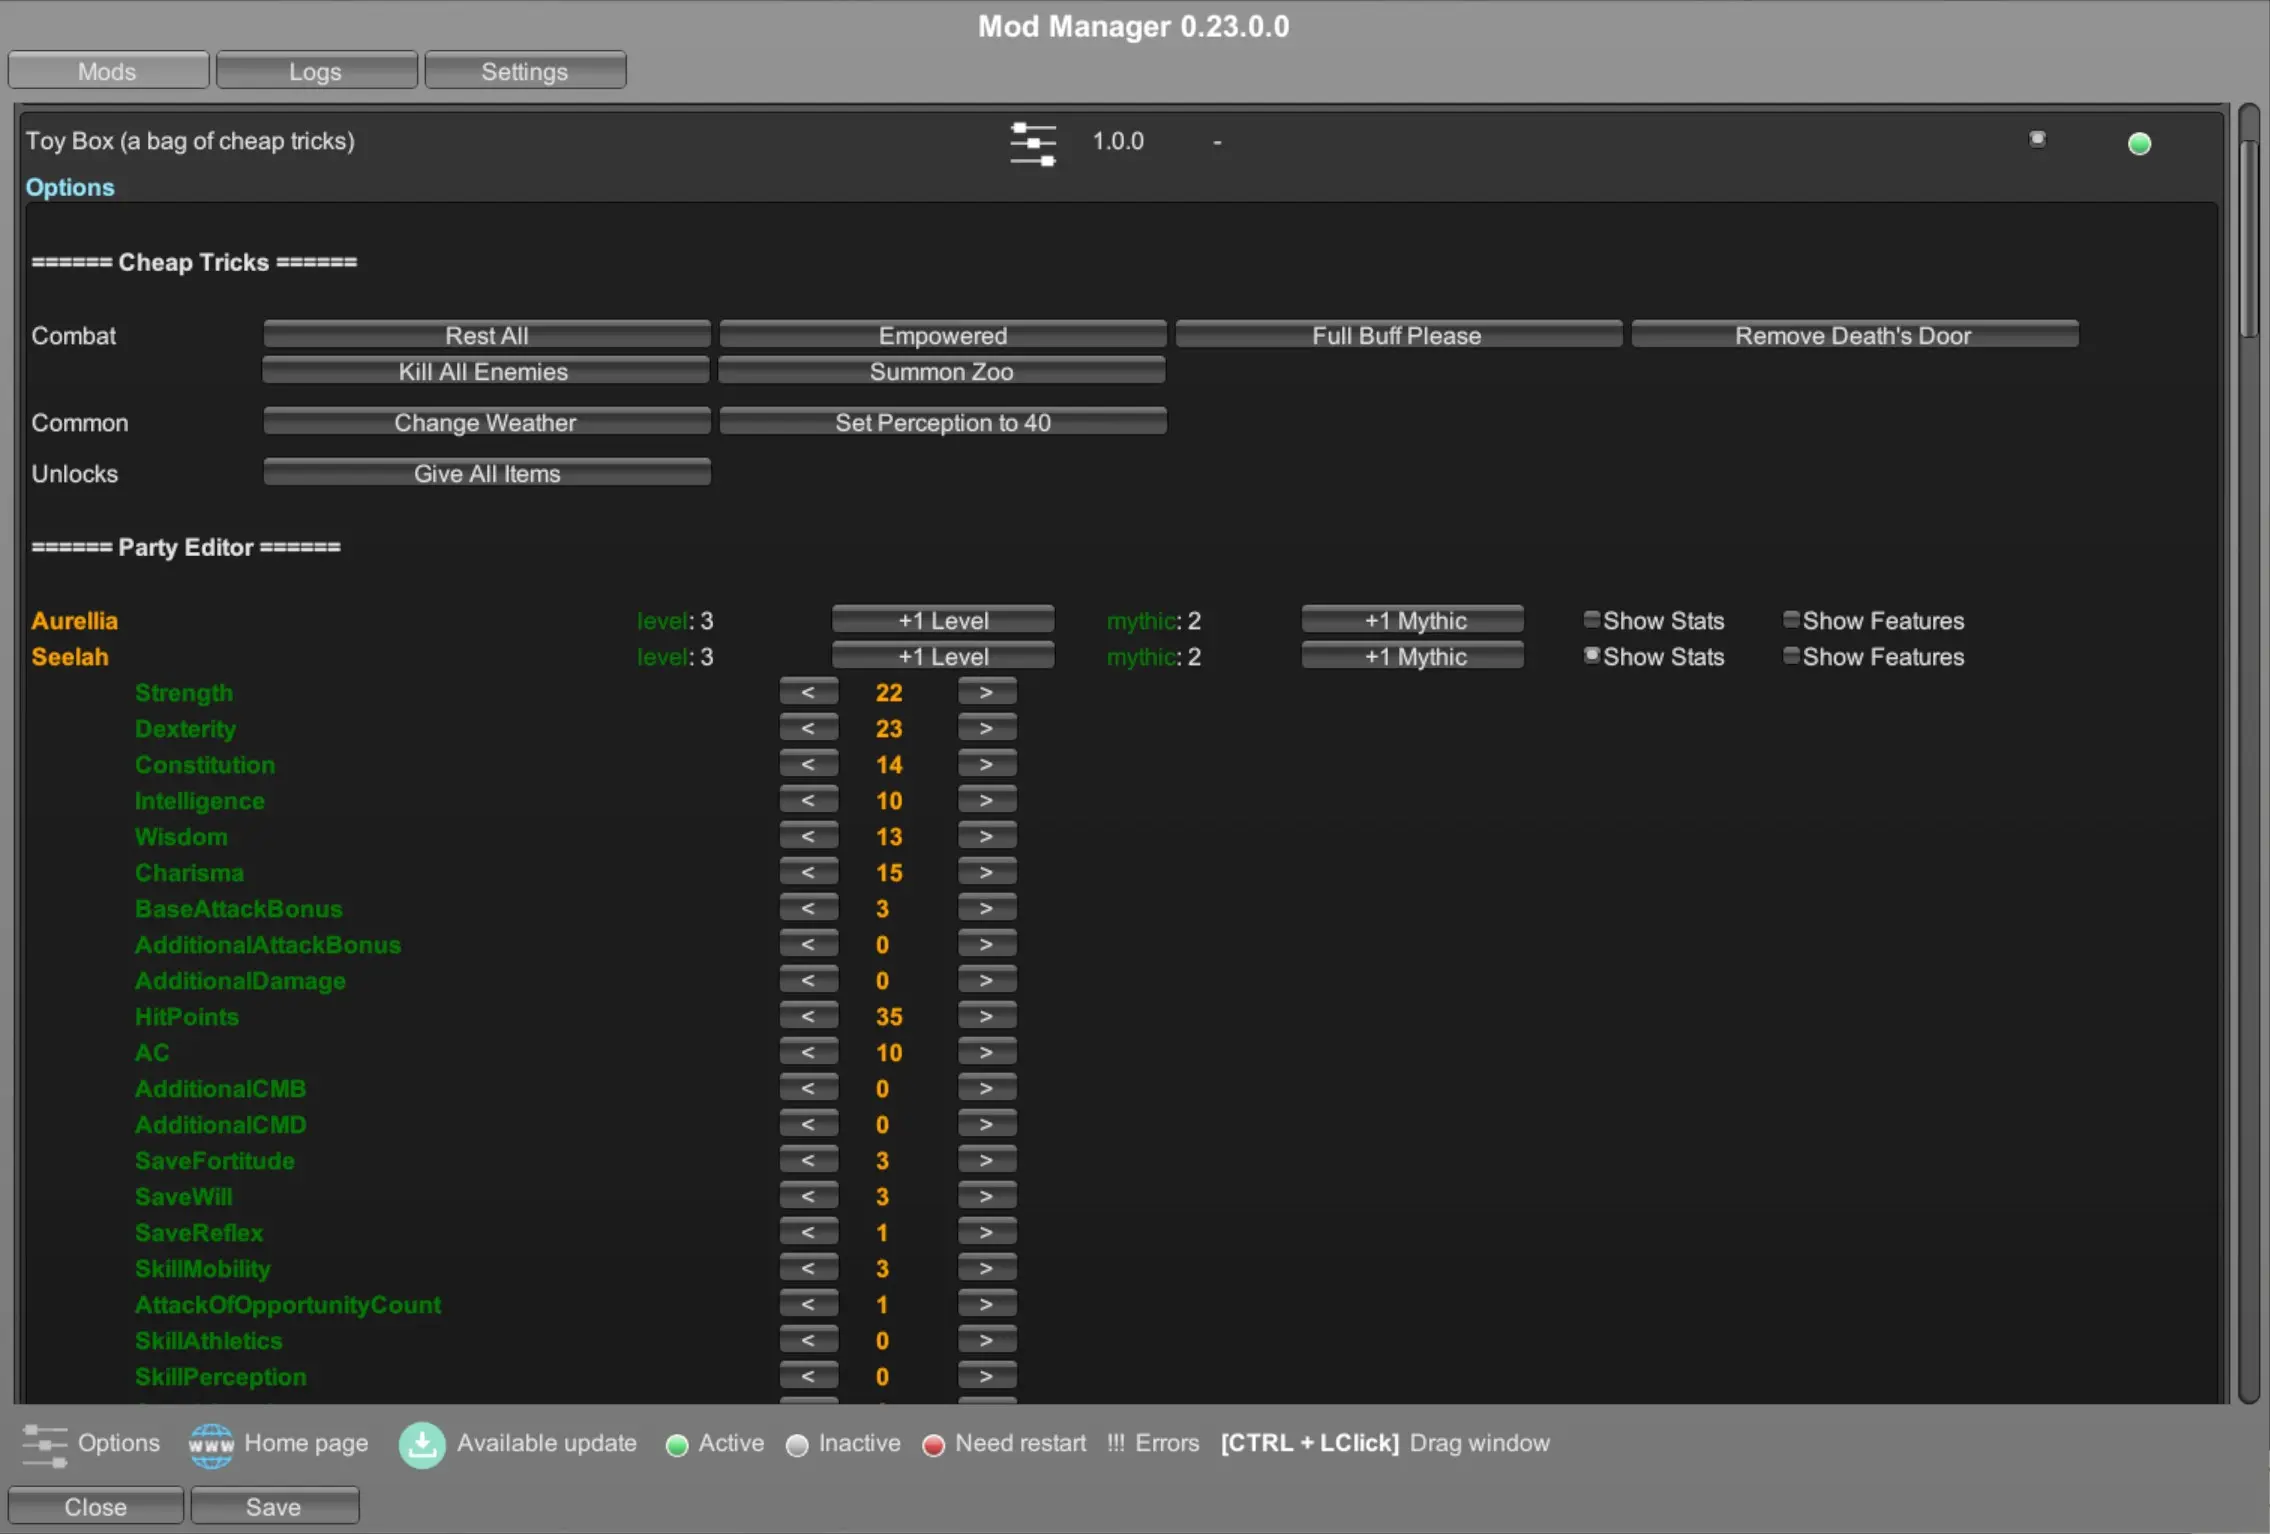 Mod Manager 0.23.0.0
Mods Logs Settings
Toy Box (a bag of cheap tricks) 1.0.0 -
Options
====== Cheap Tricks ======
Combat Rest All Empowered Full Buff Please Remove Death's Door
Kill All Enemies Summon Zoo
Common Change Weather Set Perception to 40
Unlocks Give All Items
====== Party Editor ======
Aurellia level: 3 +1 Level mythic: 2 +1 Mythic Show Stats Show Features
Seelah level: 3 +1 Level mythic: 2 +1 Mythic Show Stats Show Features
Strength < 22 >
Dexterity < 23 >
Constitution < 14 >
Intelligence < 10 >
Wisdom < 13 >
Charisma < 15 >
BaseAttackBonus < 3 >
AdditionalAttackBonus < 0 >
AdditionalDamage < 0 >
HitPoints < 35 >
AC < 10 >
AdditionalCMB < 0 >
AdditionalCMD < 0 >
SaveFortitude < 3 >
SaveWill < 3 >
SaveReflex < 1 >
SkillMobility < 3 >
AttackOfOpportunityCount < 1 >
SkillAthletics < 0 >
SkillPerception < 0 >
Options www Home page Available update Active Inactive Need restart !!! Errors [CTRL + LClick] Drag window
Close Save